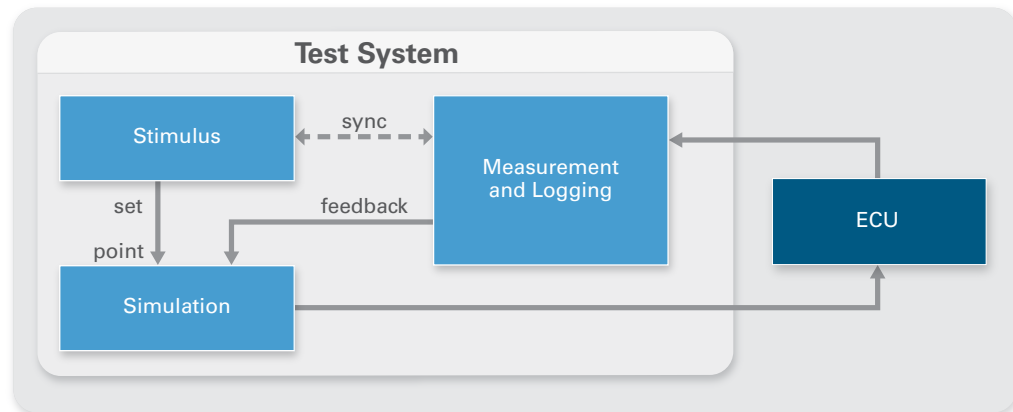 Test System
Stimulus
sync
Measurement
and Logging
set
point
feedback
ECU
Simulation